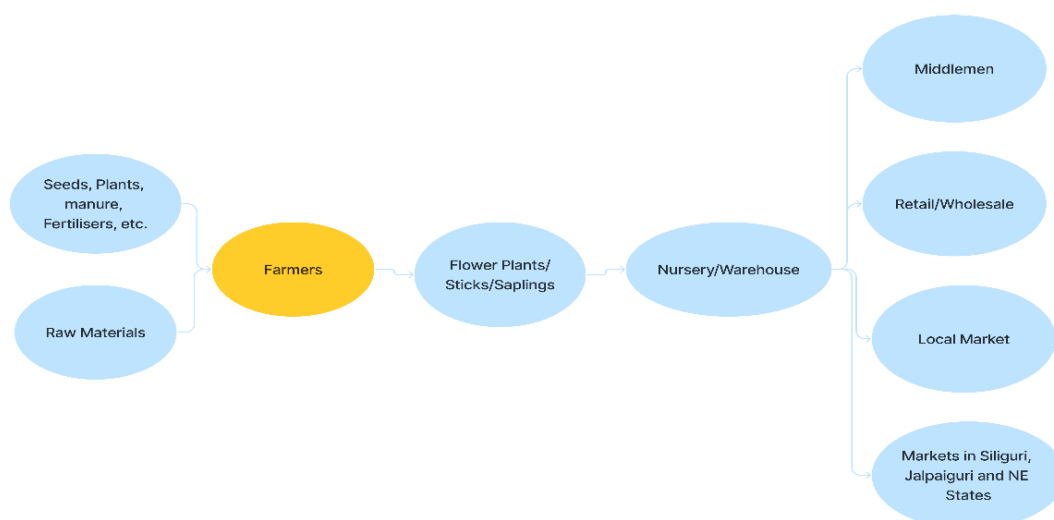 Seeds, Plants,
manure,
Fertilisers, etc.
Raw Materials
Farmers
Flower Plants/
Sticks/Saplings
Nursery/Warehouse
Middlemen
Retail/Wholesale
Local Market
Markets in Siliguri,
Jalpaiguri and NE
States